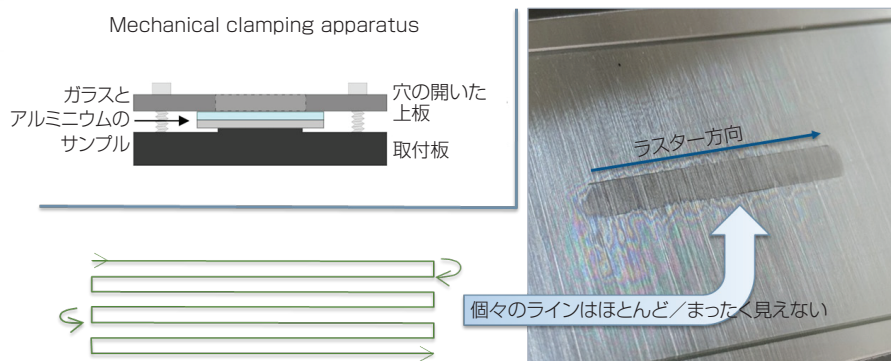 Mechanical clamping apparatus
ガラスと
アルミニウムの
サンプル
穴の開いた
上板
取付板
ラスター方向
個々のラインはほとんど／まったく見えない